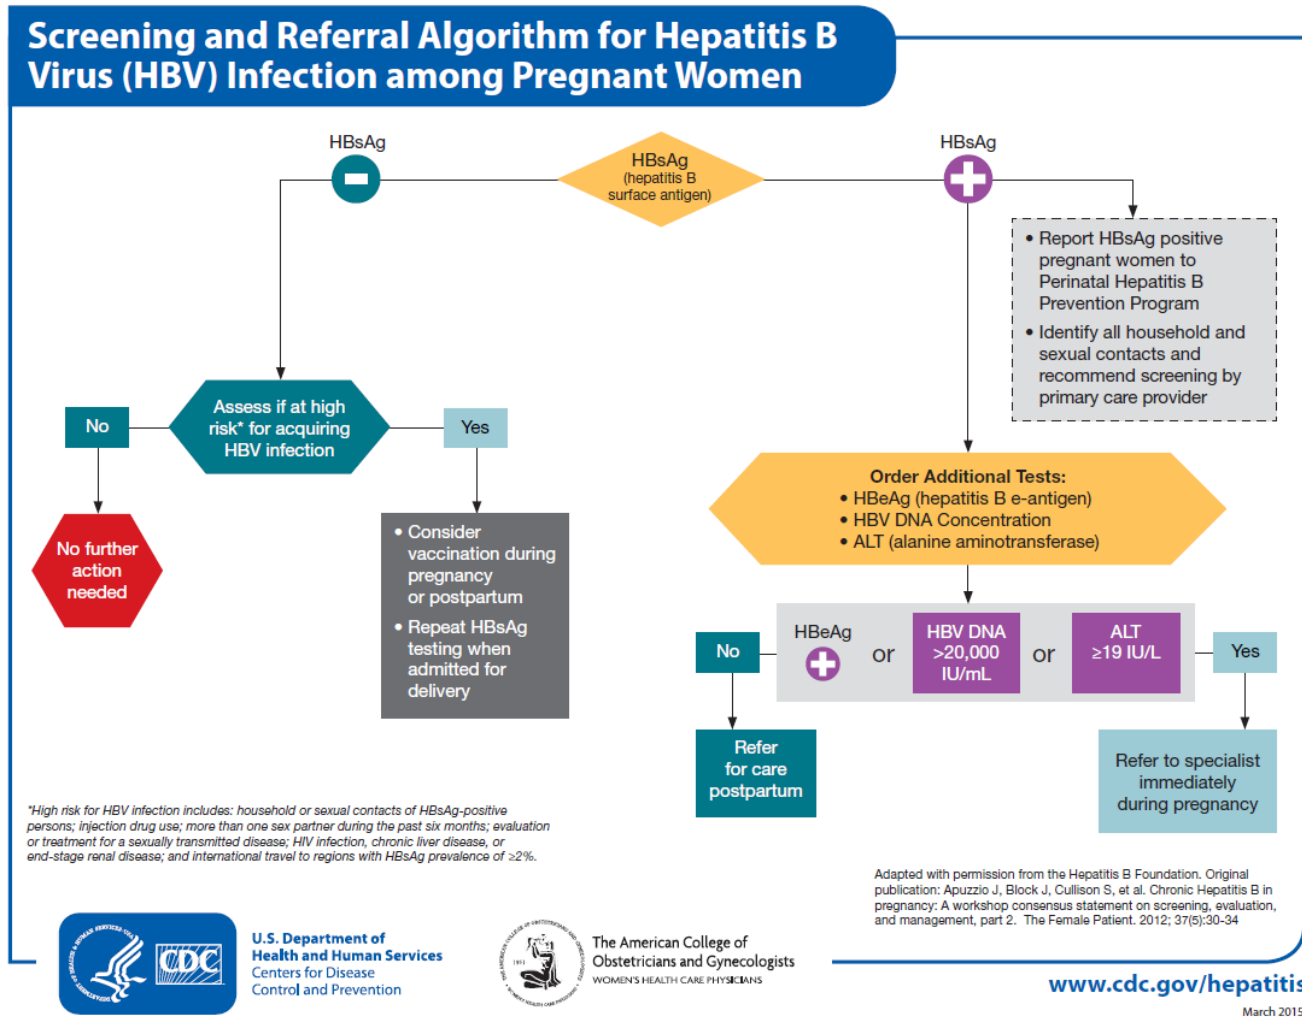 Screening and Referral Algorithm for Hepatitis B
Virus (HBV) Infection among Pregnant Women
HBsAg
HBsAg
(hepatitis B
surface antigen)
HBsAg
• Report HBsAg positive
pregnant women to
Perinatal Hepatitis B
Prevention Program
• Identify all household and
sexual contacts and
recommend screening by
primary care provider
No
Assess if at high
risk* for acquiring
HBV infection
Yes
No further
action
needed
• Consider
vaccination during
pregnancy
or postpartum
• Repeat HBsAg
testing when
admitted for
delivery
Order Additional Tests:
• HBeAg (hepatitis B e-antigen)
• HBV DNA Concentration
• ALT (alanine aminotransferase)
No
HBeAg
or
HBV DNA
>20,000
IU/mL
or
ALT
≥19 IU/L
Yes
Refer
for care
postpartum
Refer to specialist
immediately
during pregnancy
*High risk for HBV infection includes: household or sexual contacts of HBsAg-positive
persons; injection drug use; more than one sex partner during the past six months; evaluation
or treatment for a sexually transmitted disease; HIV infection, chronic liver disease, or
end-stage renal disease; and international travel to regions with HBsAg prevalence of ≥2%.
Adapted with permission from the Hepatitis B Foundation. Original
publication: Apuzzio J, Block J, Cullison S, et al. Chronic Hepatitis B in
pregnancy: A workshop consensus statement on screening, evaluation,
and management, part 2. The Female Patient. 2012; 37(5):30-34
CDC
U.S. Department of
Health and Human Services
Centers for Disease
Control and Prevention
The American College of
Obstetricians and Gynecologists
WOMEN'S HEALTH CARE PHYSICIANS
www.cdc.gov/hepatitis
March 2015